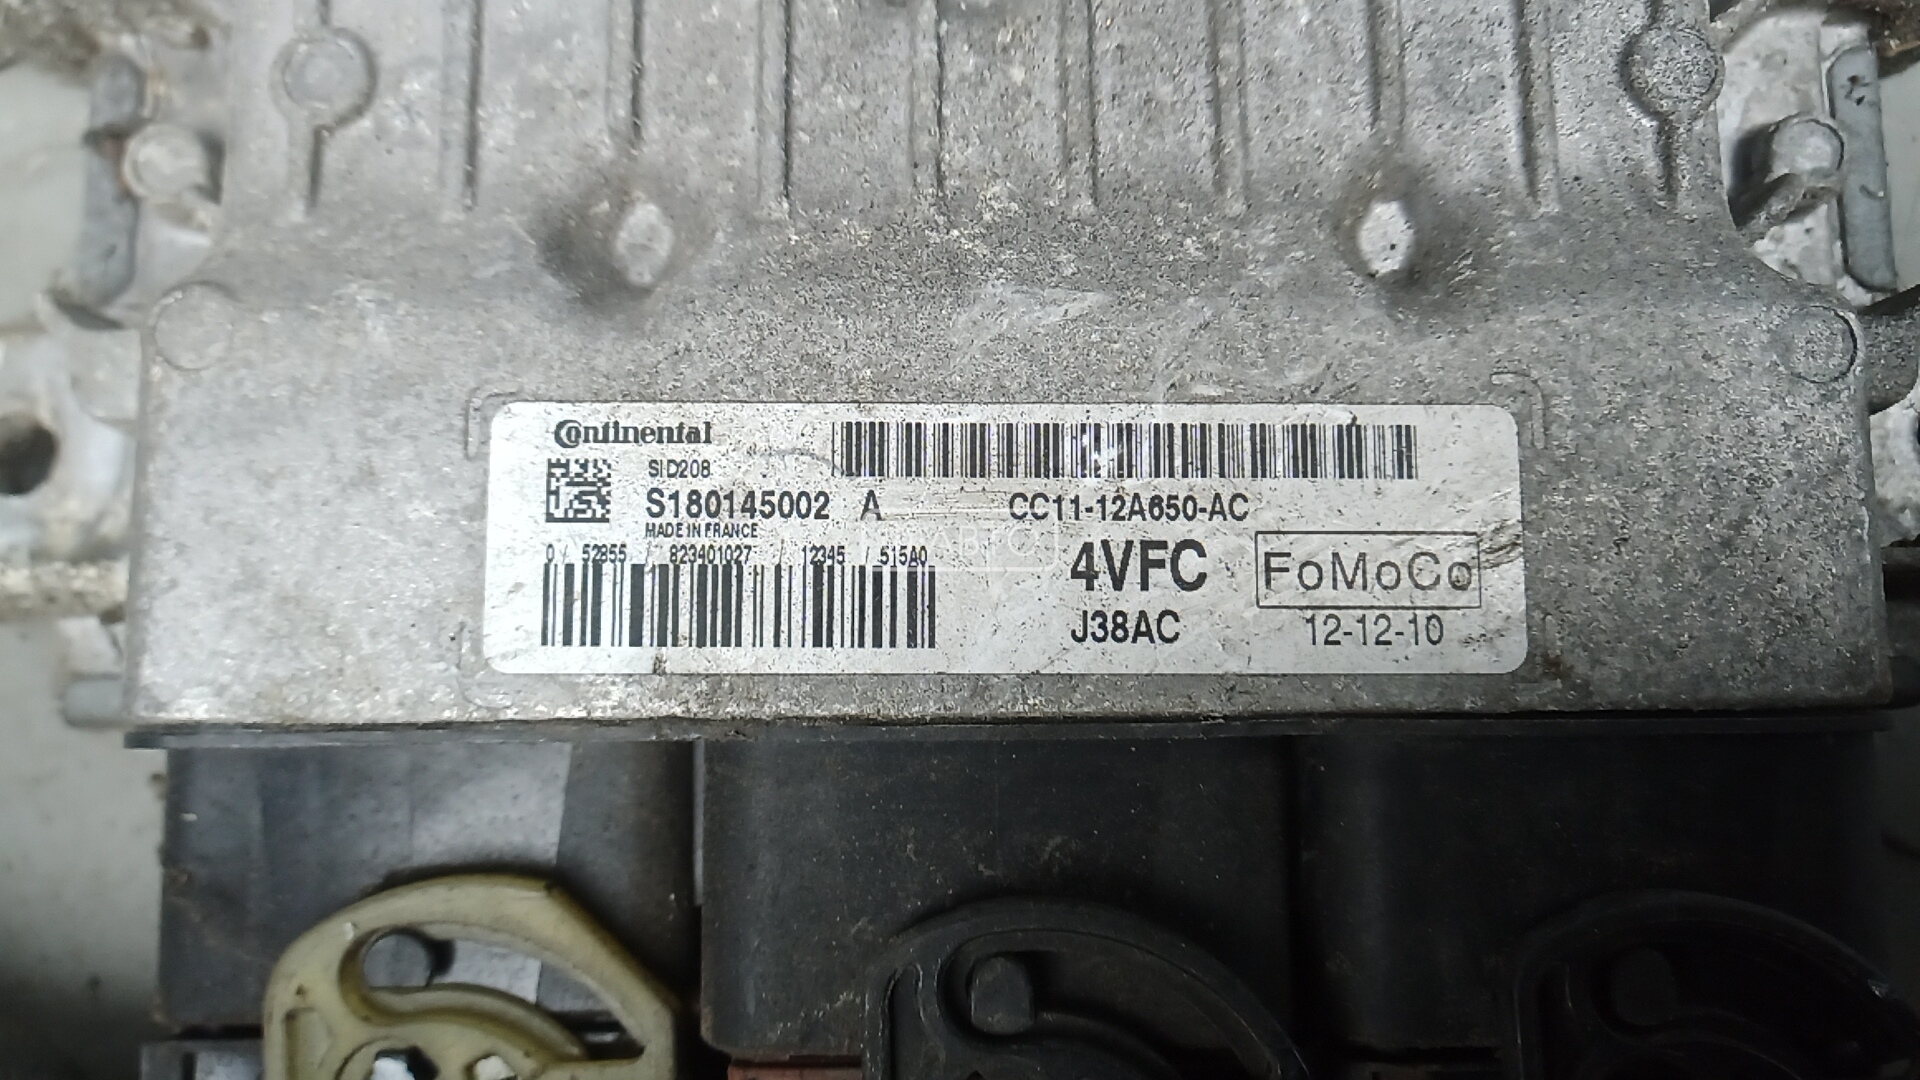 Continental
SID208
S180145002 A
CC11-12A650-AC
MADE IN FRANCE
0 / 52855 / 823401027 / 12345 / 515A0
4VFC
FoMoCo
J38AC
12-12-10